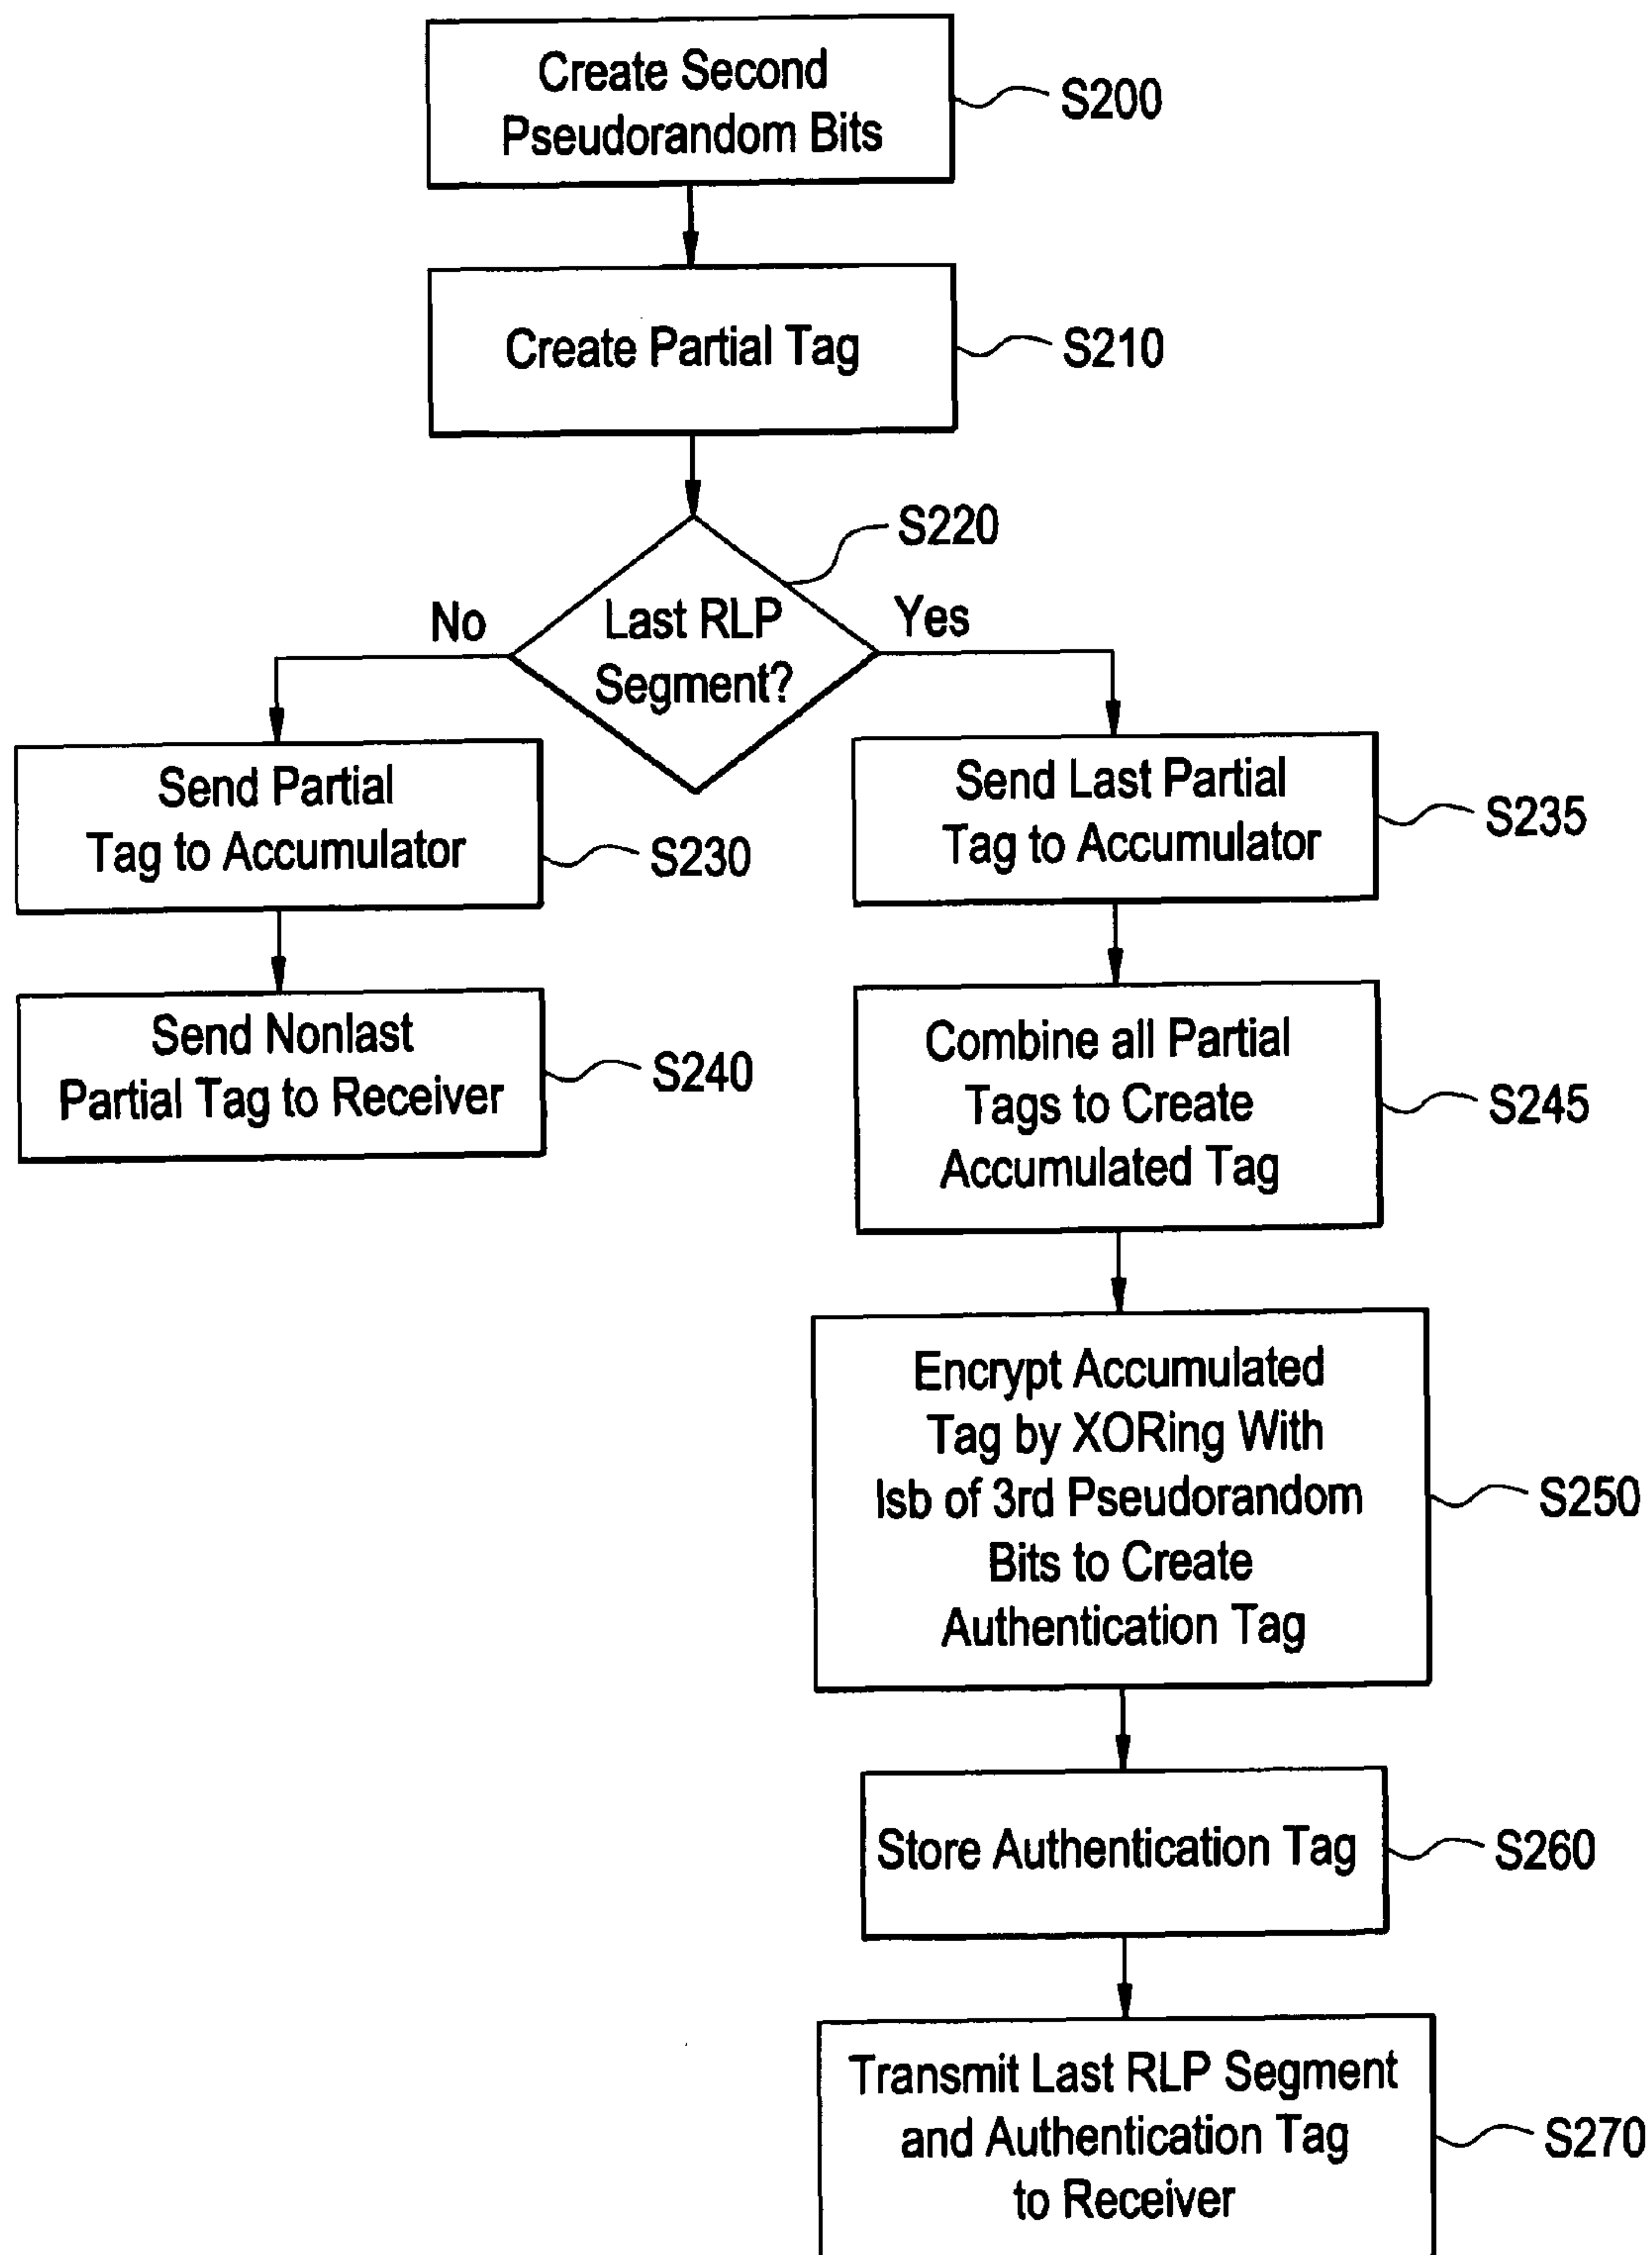 Create Second
Pseudorandom Bits
S200
Create Partial Tag
S210
S220
No
Last RLP
Segment?
Yes
Send Partial
Tag to Accumulator
S230
Send Last Partial
Tag to Accumulator
S235
Send Nonlast
Partial Tag to Receiver
S240
Combine all Partial
Tags to Create
Accumulated Tag
S245
Encrypt Accumulated
Tag by XORing With
lsb of 3rd Pseudorandom
Bits to Create
Authentication Tag
S250
Store Authentication Tag
S260
Transmit Last RLP Segment
and Authentication Tag
to Receiver
S270